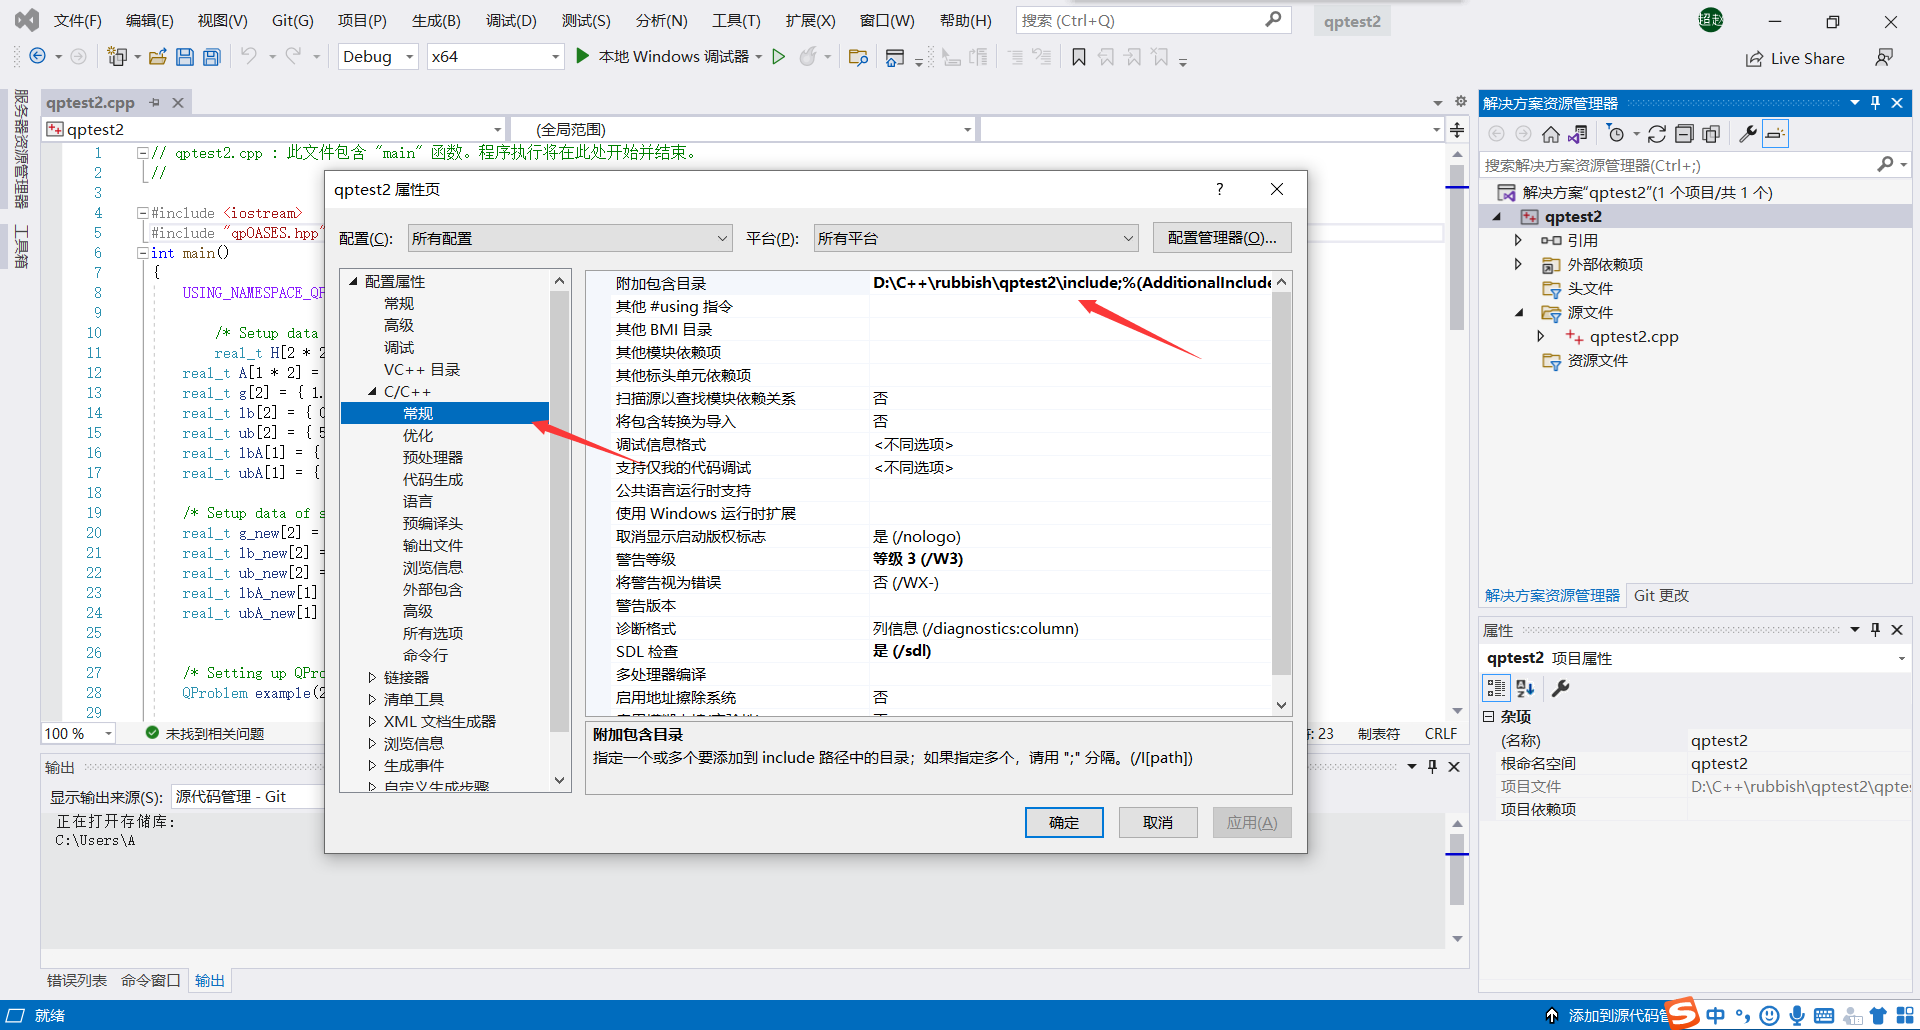 文件(F) 编辑(E) 视图(V) Git(G) 项目(P) 生成(B) 调试(D) 测试(S) 分析(N) 工具(T) 扩展(X) 窗口(W) 帮助(H) 搜索 (Ctrl+Q) qptest2 超赵
Debug x64 本地 Windows 调试器 Live Share
服务器资源管理器
工具箱
qptest2.cpp
qptest2 (全局范围)
1 // qptest2.cpp : 此文件包含 "main" 函数。程序执行将在此处开始并结束。
2 //
3
4 #include <iostream>
5 #include "qpOASES.hpp"
6 int main()
7 {
8 USING_NAMESPACE_QP
9
10 /* Setup data
11 real_t H[2 * 2
12 real_t A[1 * 2] =
13 real_t g[2] = { 1.
14 real_t lb[2] = { 0
15 real_t ub[2] = { 5
16 real_t lbA[1] = {
17 real_t ubA[1] = {
18
19 /* Setup data of s
20 real_t g_new[2] =
21 real_t lb_new[2] =
22 real_t ub_new[2] =
23 real_t lbA_new[1]
24 real_t ubA_new[1]
25
26
27 /* Setting up QPro
28 QProblem example(2
29
100 % 未找到相关问题 符: 23 制表符 CRLF
输出
显示输出来源(S): 源代码管理 - Git
正在打开存储库:
C:\Users\A
错误列表 命令窗口 输出
qptest2 属性页 ?
配置(C): 所有配置 平台(P): 所有平台 配置管理器(O)...
配置属性
常规
高级
调试
VC++ 目录
C/C++
常规
优化
预处理器
代码生成
语言
预编译头
输出文件
浏览信息
外部包含
高级
所有选项
命令行
链接器
清单工具
XML 文档生成器
浏览信息
生成事件
自定义生成步骤
附加包含目录 D:\C++\rubbish\qptest2\include;%(AdditionalInclude
其他 #using 指令
其他 BMI 目录
其他模块依赖项
其他标头单元依赖项
扫描源以查找模块依赖关系 否
将包含转换为导入 否
调试信息格式 <不同选项>
支持仅我的代码调试 <不同选项>
公共语言运行时支持
使用 Windows 运行时扩展
取消显示启动版权标志 是 (/nologo)
警告等级 等级 3 (/W3)
将警告视为错误 否 (/WX-)
警告版本
诊断格式 列信息 (/diagnostics:column)
SDL 检查 是 (/sdl)
多处理器编译
启用地址擦除系统 否
附加包含目录
指定一个或多个要添加到 include 路径中的目录；如果指定多个，请用 ";" 分隔。(/I[path])
确定 取消 应用(A)
解决方案资源管理器
搜索解决方案资源管理器(Ctrl+;)
解决方案"qptest2"(1 个项目/共 1 个)
qptest2
引用
外部依赖项
头文件
源文件
qptest2.cpp
资源文件
解决方案资源管理器 Git 更改
属性
qptest2 项目属性
杂项
(名称) qptest2
根命名空间 qptest2
项目文件 D:\C++\rubbish\qptest2\qptes
项目依赖项
就绪 添加到源代码管 中